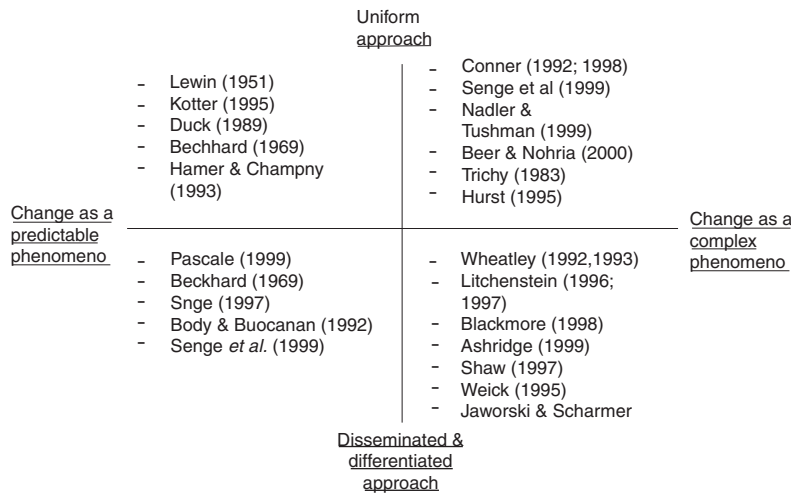 Uniform
approach
- Lewin (1951)
- Kotter (1995)
- Duck (1989)
- Bechhard (1969)
- Hamer & Champny
(1993)
- Conner (1992; 1998)
- Senge et al (1999)
- Nadler &
Tushman (1999)
- Beer & Nohria (2000)
- Trichy (1983)
- Hurst (1995)
Change as a
predictable
phenomeno
Change as a
complex
phenomeno
- Pascale (1999)
- Beckhard (1969)
- Snge (1997)
- Body & Buocanan (1992)
- Senge et al. (1999)
- Wheatley (1992,1993)
- Litchenstein (1996;
1997)
- Blackmore (1998)
- Ashridge (1999)
- Shaw (1997)
- Weick (1995)
- Jaworski & Scharmer
Disseminated &
differentiated
approach